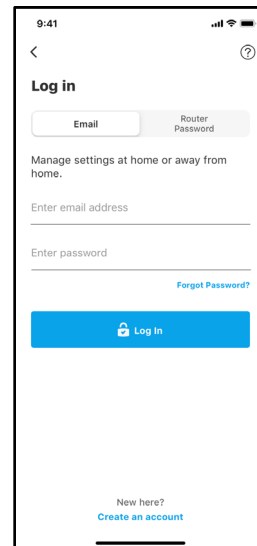 9:41
Log in
Email
Router
Password
Manage settings at home or away from
home.
Enter email address
Enter password
Forgot Password?
Log In
New here?
Create an account